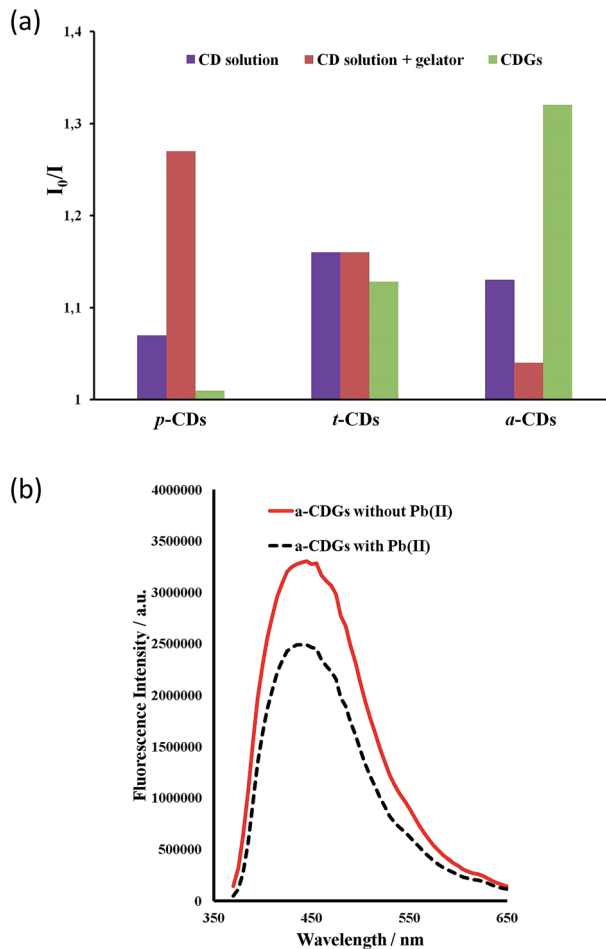 (a)
1,4
1,3
1,2
1,1
1
I0/I
CD solution
CD solution + gelator
CDGs
p-CDs
t-CDs
a-CDs
(b)
4000000
3500000
3000000
2500000
2000000
1500000
1000000
500000
0
Fluorescence Intensity / a.u.
a-CDGs without Pb(II)
a-CDGs with Pb(II)
350
450
550
650
Wavelength / nm